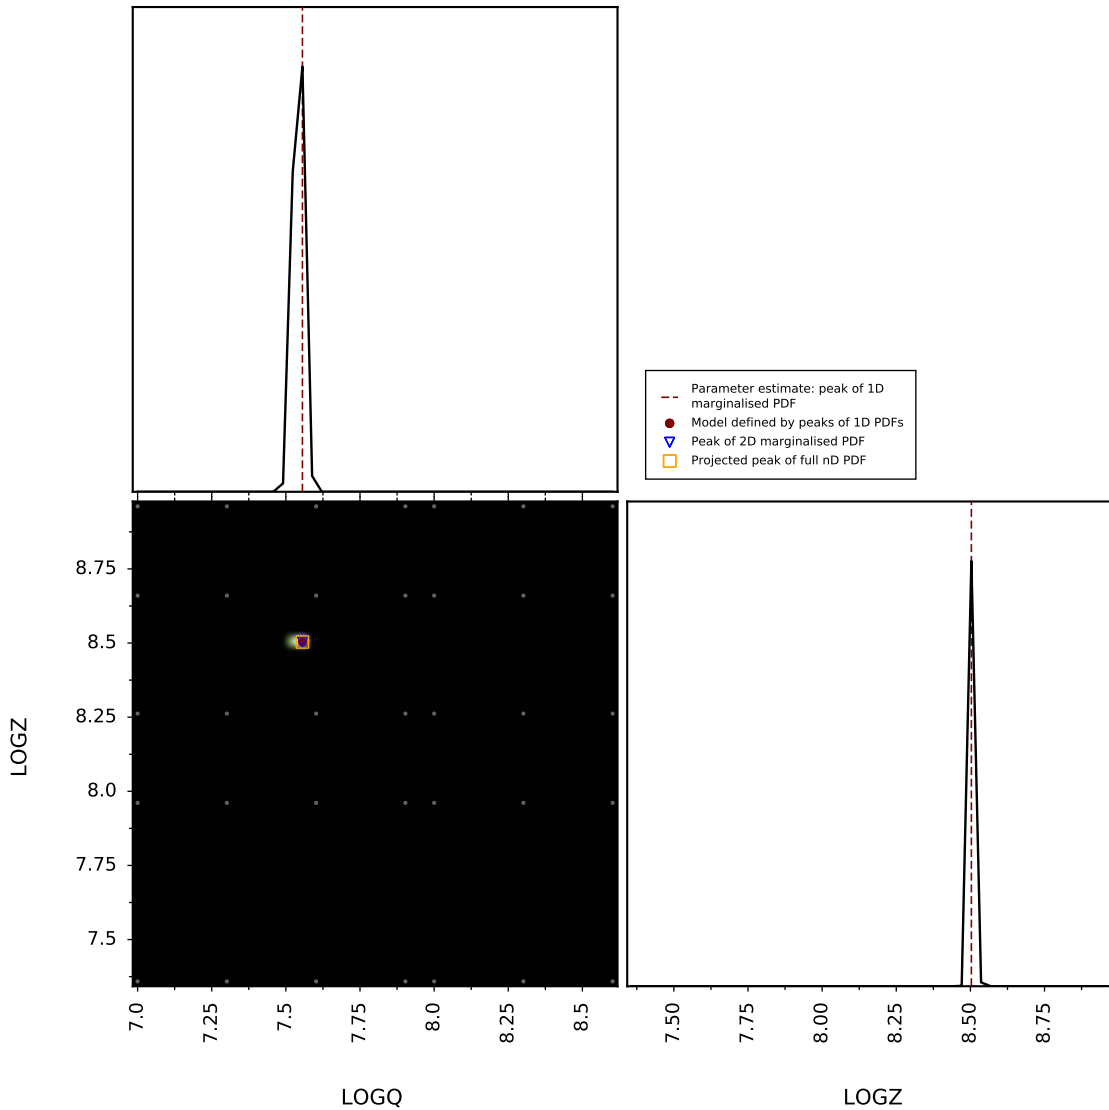 Parameter estimate: peak of 1D
marginalised PDF
Model defined by peaks of 1D PDFs
Peak of 2D marginalised PDF
Projected peak of full nD PDF
LOGZ
8.75
8.5
8.25
8.0
7.75
7.5
7.0
7.25
7.5
7.75
8.0
8.25
8.5
7.50
7.75
8.00
8.25
8.50
8.75
LOGQ
LOGZ